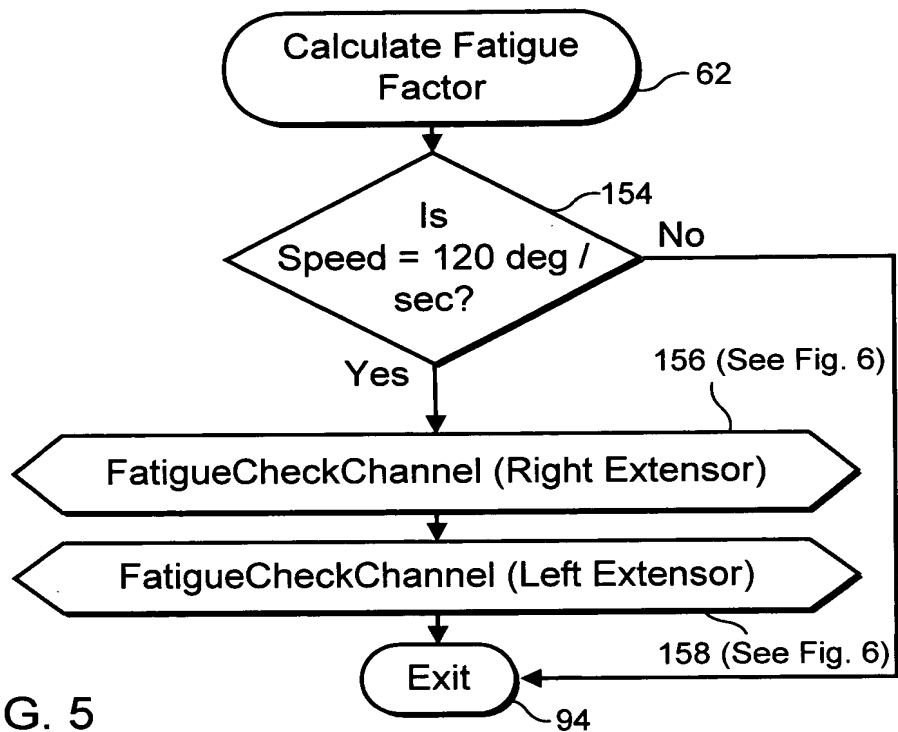 Calculate Fatigue
Factor
62
Is
Speed = 120 deg /
sec?
154
No
Yes
156 (See Fig. 6)
FatigueCheckChannel (Right Extensor)
FatigueCheckChannel (Left Extensor)
158 (See Fig. 6)
Exit
94
G. 5